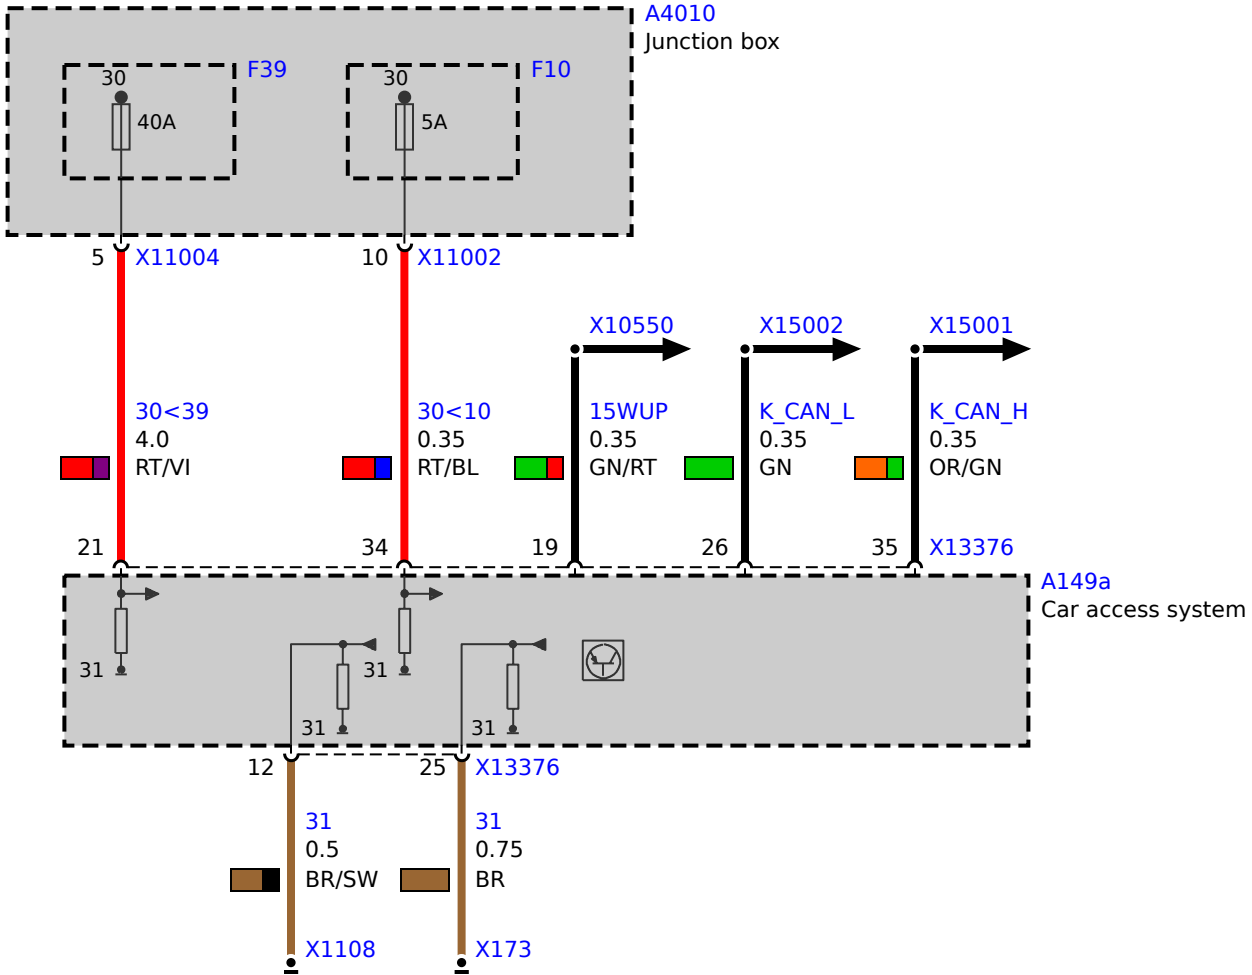 A4010
Junction box
30
F39
30
F10
40A
5A
5
X11004
10
X11002
X10550
X15002
X15001
30<39
4.0
RT/VI
30<10
0.35
RT/BL
15WUP
0.35
GN/RT
K_CAN_L
0.35
GN
K_CAN_H
0.35
OR/GN
21
34
19
26
35
X13376
A149a
Car access system
31
31
31
31
12
25
X13376
31
0.5
BR/SW
31
0.75
BR
X1108
X173